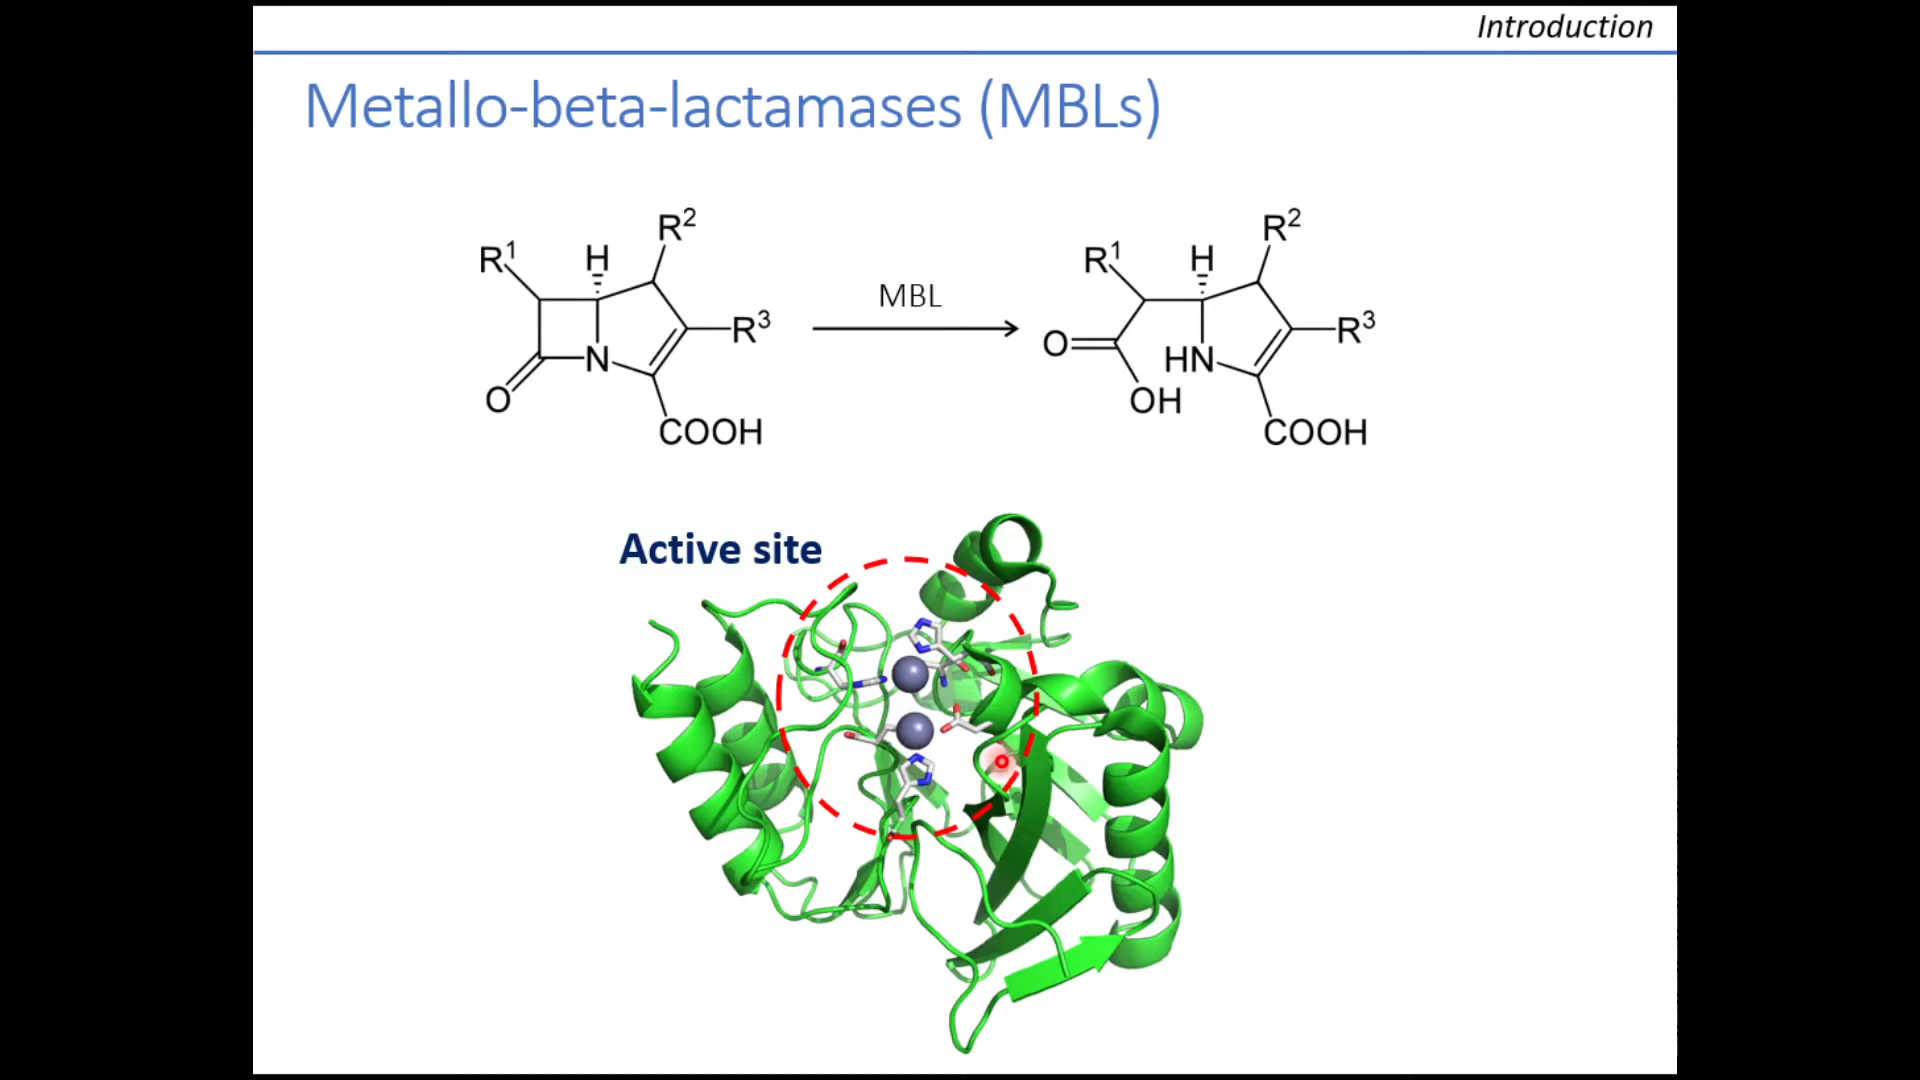 Introduction
Metallo-beta-lactamases (MBLs)
R² R²
R¹ H R¹ H
MBL
R³ R³
O N O HN
O OH
COOH COOH
Active site